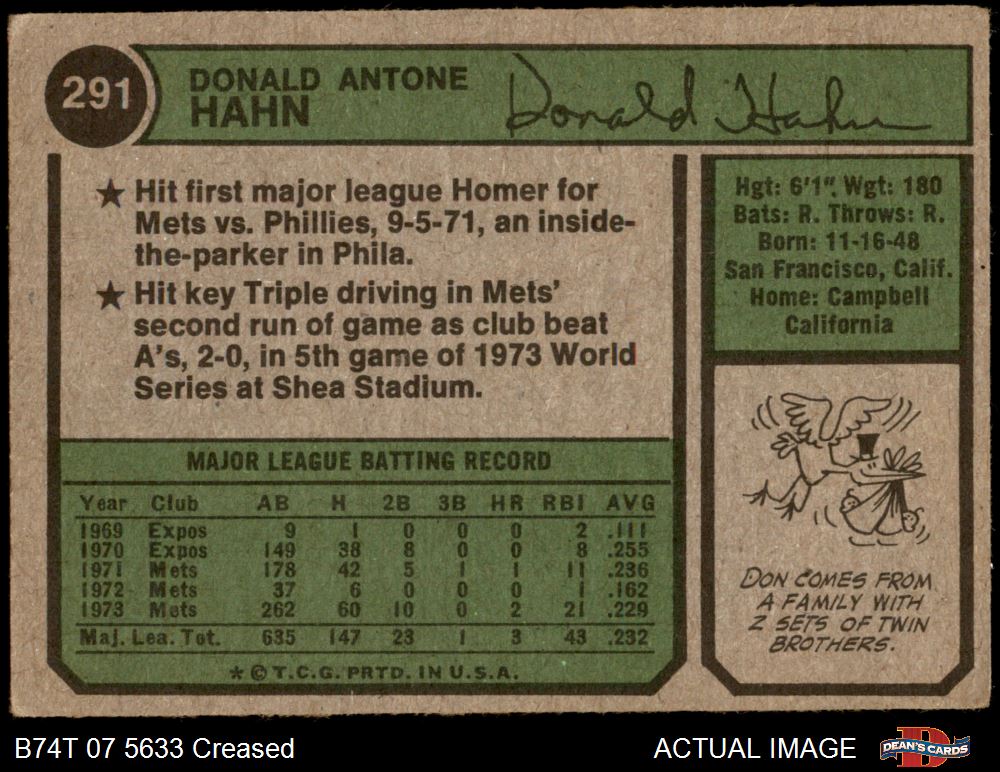 291
DONALD ANTONE
HAHN
Donald Hahn
★ Hit first major league Homer for
Mets vs. Phillies, 9-5-71, an inside-
the-parker in Phila.
★ Hit key Triple driving in Mets'
second run of game as club beat
A's, 2-0, in 5th game of 1973 World
Series at Shea Stadium.
Hgt: 6'1". Wgt: 180
Bats: R. Throws: R.
Born: 11-16-48
San Francisco, Calif.
Home: Campbell
California
MAJOR LEAGUE BATTING RECORD
Year Club AB H 2B 3B HR RBI AVG
1969 Expos 9 1 0 0 0 2 .111
1970 Expos 149 38 8 0 0 8 .255
1971 Mets 178 42 5 1 1 11 .236
1972 Mets 37 6 0 0 0 1 .162
1973 Mets 262 60 10 0 2 21 .229
Maj. Lea. Tot. 635 147 23 1 3 43 .232
* © T.C.G. PRTD. IN U.S.A.
DON COMES FROM
A FAMILY WITH
2 SETS OF TWIN
BROTHERS.
B74T 07 5633 Creased
ACTUAL IMAGE
DEAN'S CARDS